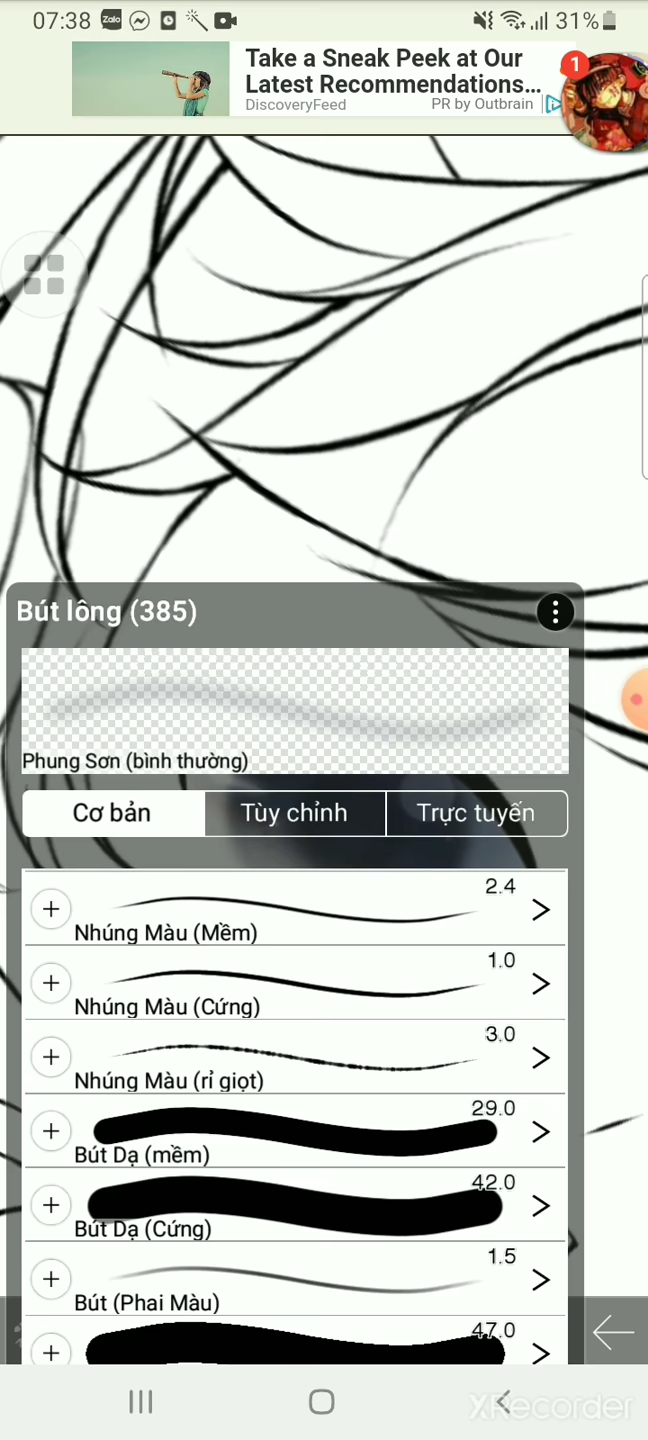 07:38
Zalo
31%
Take a Sneak Peek at Our
Latest Recommendations...
DiscoveryFeed
PR by Outbrain
1
Bút lông (385)
Phung Sơn (bình thường)
Cơ bản
Tùy chỉnh
Trực tuyến
2.4
Nhúng Màu (Mềm)
1.0
Nhúng Màu (Cứng)
3.0
Nhúng Màu (rỉ giọt)
29.0
Bút Dạ (mềm)
42.0
Bút Dạ (Cứng)
1.5
Bút (Phai Màu)
47.0
XRecorder